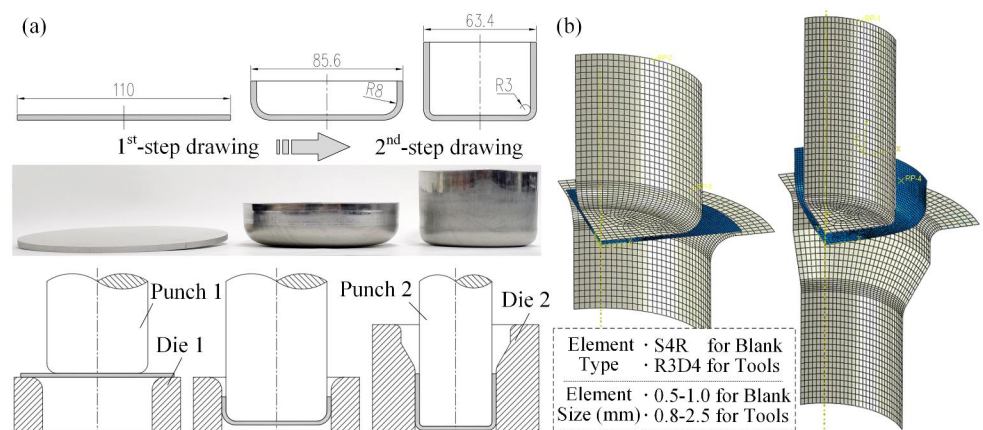 (a)
110
85.6
R8
63.4
R3
1st-step drawing
2nd-step drawing
Punch 1
Die 1
Punch 2
Die 2
(b)
RP-4
Element · S4R for Blank
Type · R3D4 for Tools
Element · 0.5-1.0 for Blank
Size (mm) · 0.8-2.5 for Tools